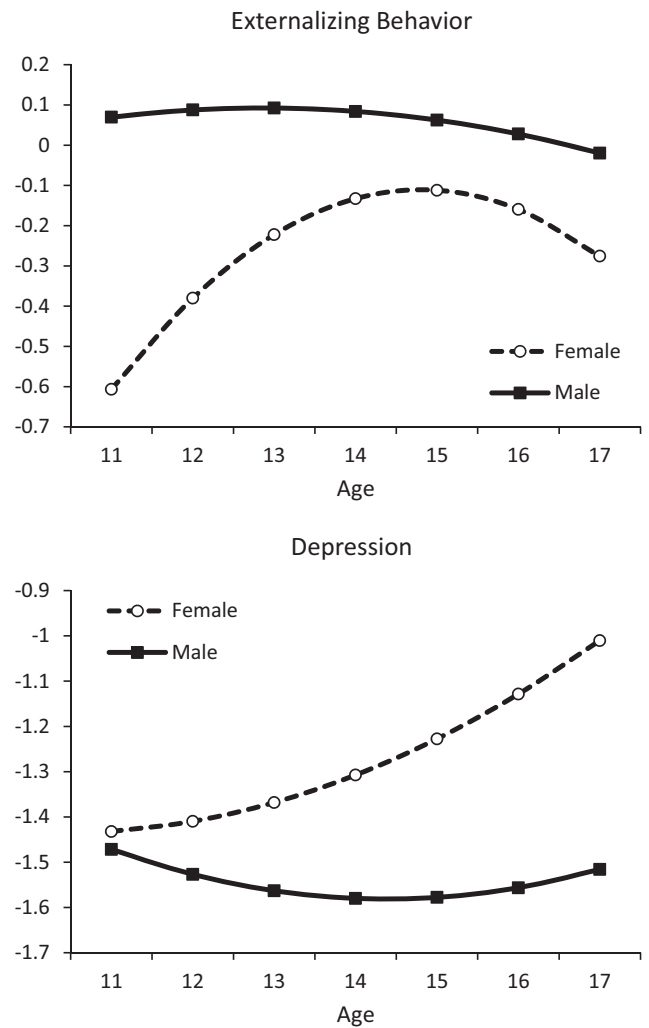 Externalizing Behavior
0.2
0.1
0
-0.1
-0.2
-0.3
-0.4
-0.5
-0.6
-0.7
Female
Male
11 12 13 14 15 16 17
Age
Depression
-0.9
-1
-1.1
-1.2
-1.3
-1.4
-1.5
-1.6
-1.7
Female
Male
11 12 13 14 15 16 17
Age